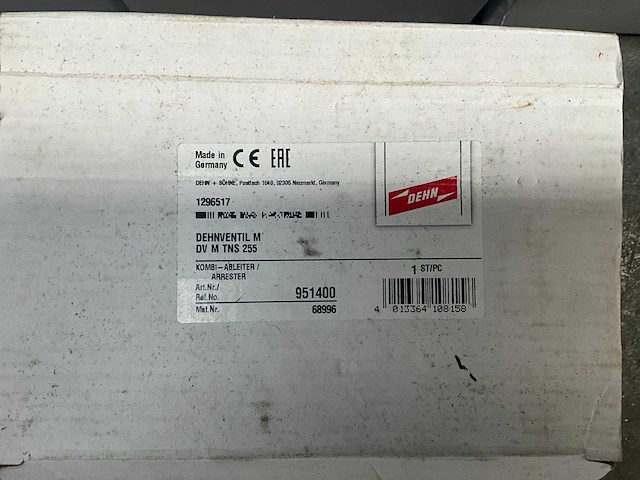 Made in
Germany CE EAC
DEHN
DEHN + SÖHNE, Postfach 1640, 92306 Neumarkt, Germany
1296517
DEHNVENTIL M
DV M TNS 255
KOMBI-ABLEITER /
ARRESTER
1 ST/PC
Art.Nr./
Ref.No. 951400
Mat.Nr. 68996
4 013364 108158